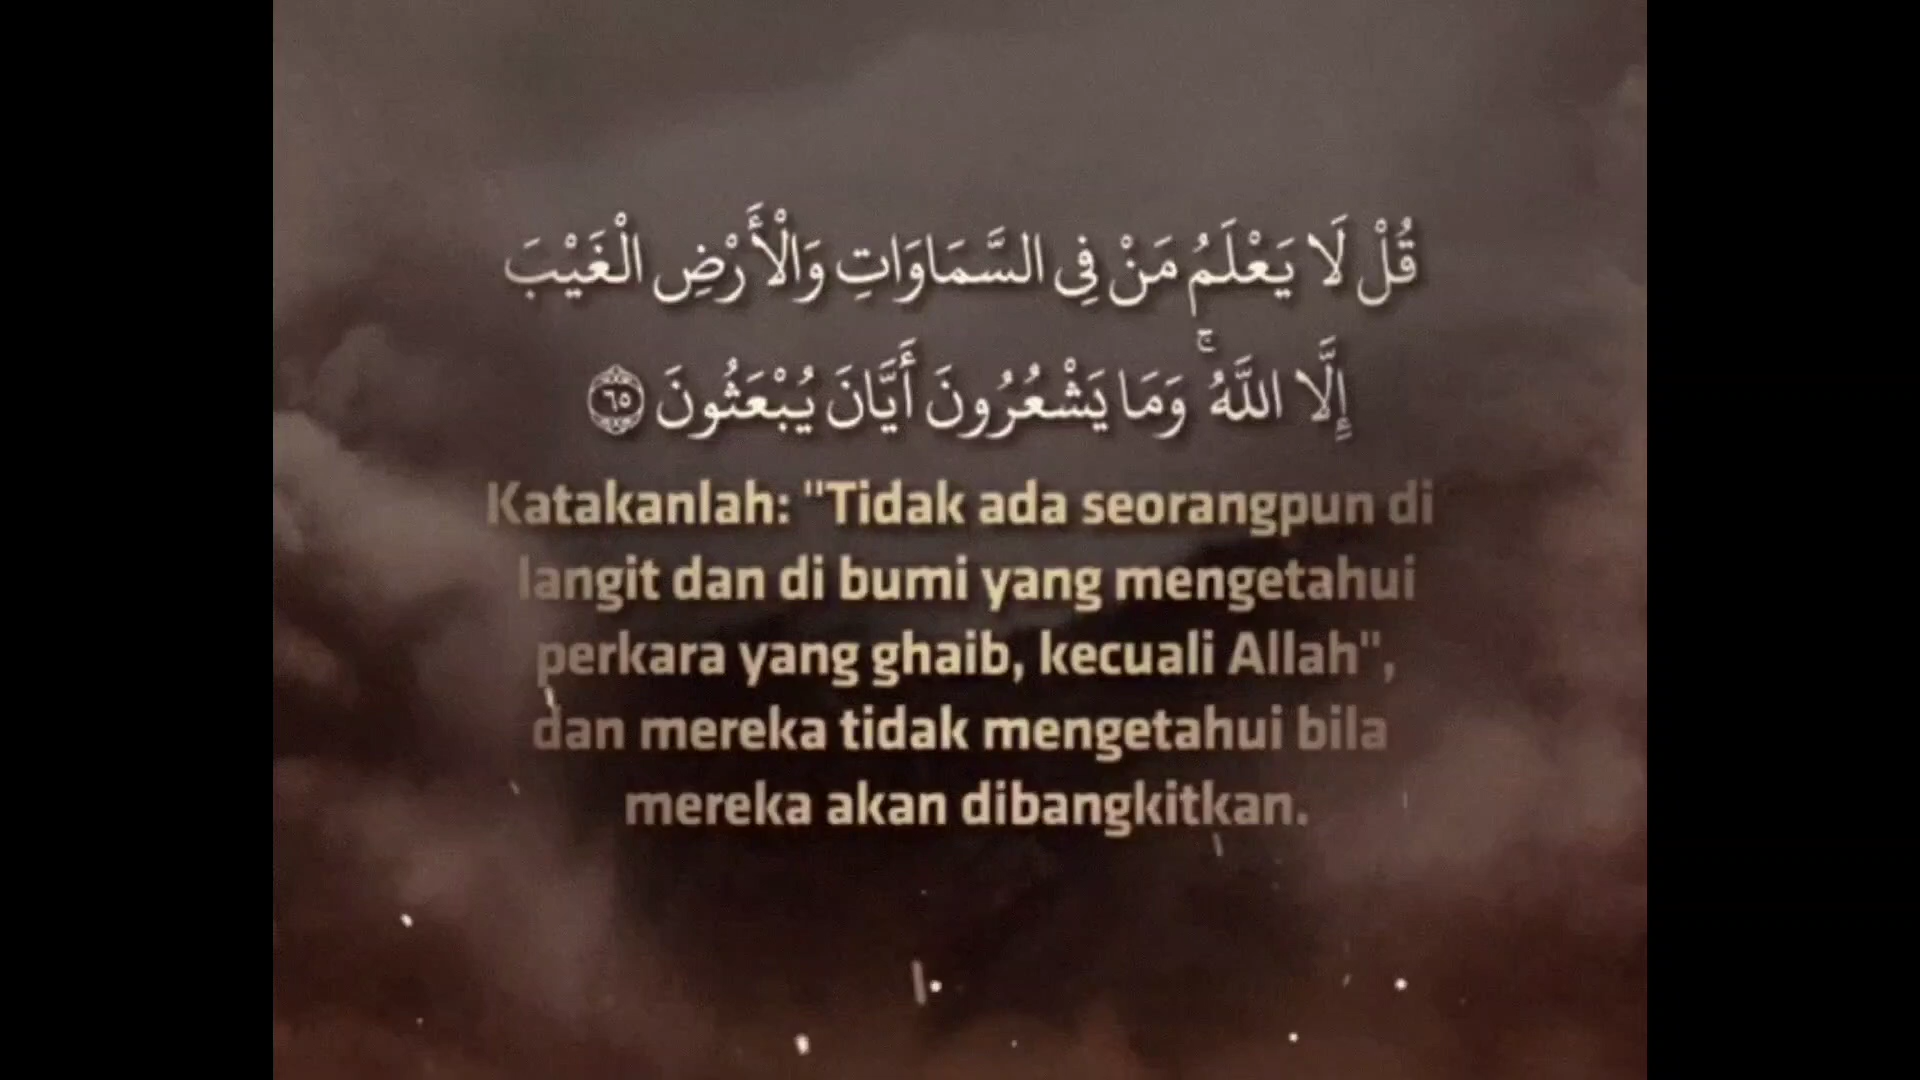 قُلْ لَا يَعْلَمُ مَنْ فِي السَّمَاوَاتِ وَالْأَرْضِ الْغَيْبَ
إِلَّا اللَّهُ ۚ وَمَا يَشْعُرُونَ أَيَّانَ يُبْعَثُونَ ٦٥
Katakanlah: "Tidak ada seorangpun di
langit dan di bumi yang mengetahui
perkara yang ghaib, kecuali Allah",
dan mereka tidak mengetahui bila
mereka akan dibangkitkan.